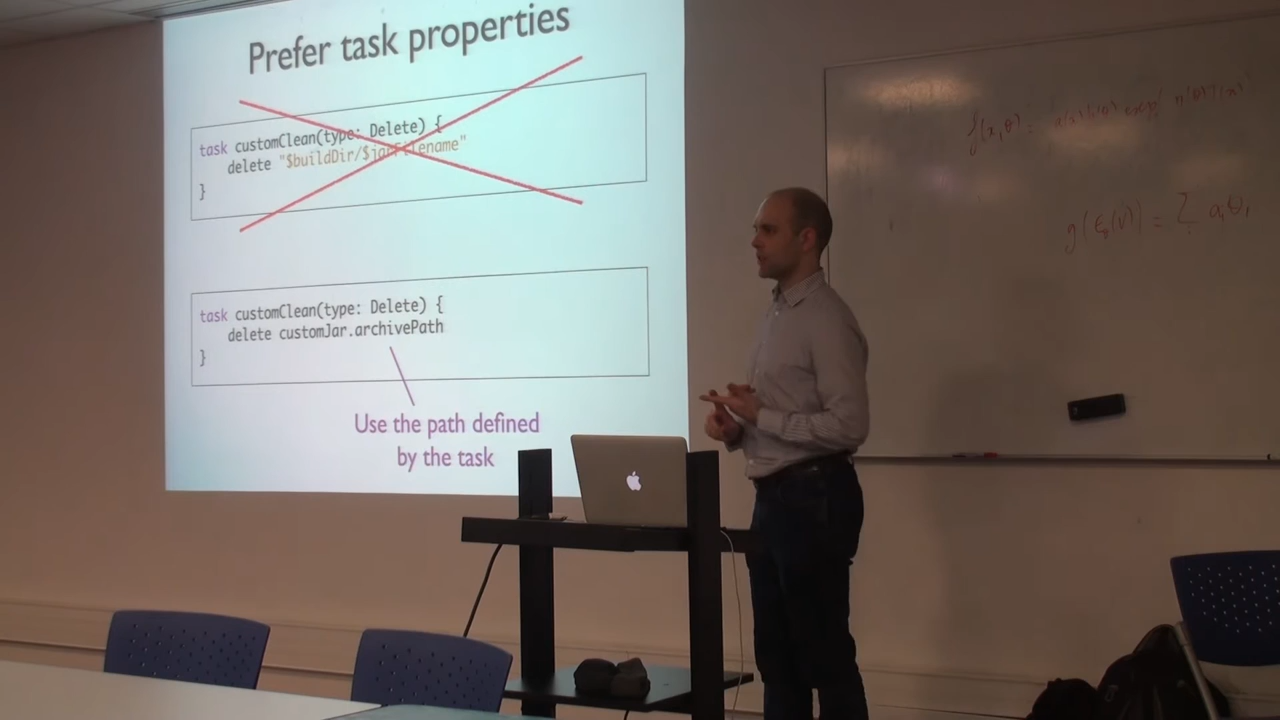 Prefer task properties
task customClean(type: Delete) {
delete "$buildDir/$jarFilename"
}
task customClean(type: Delete) {
delete customJar.archivePath
}
Use the path defined
by the task